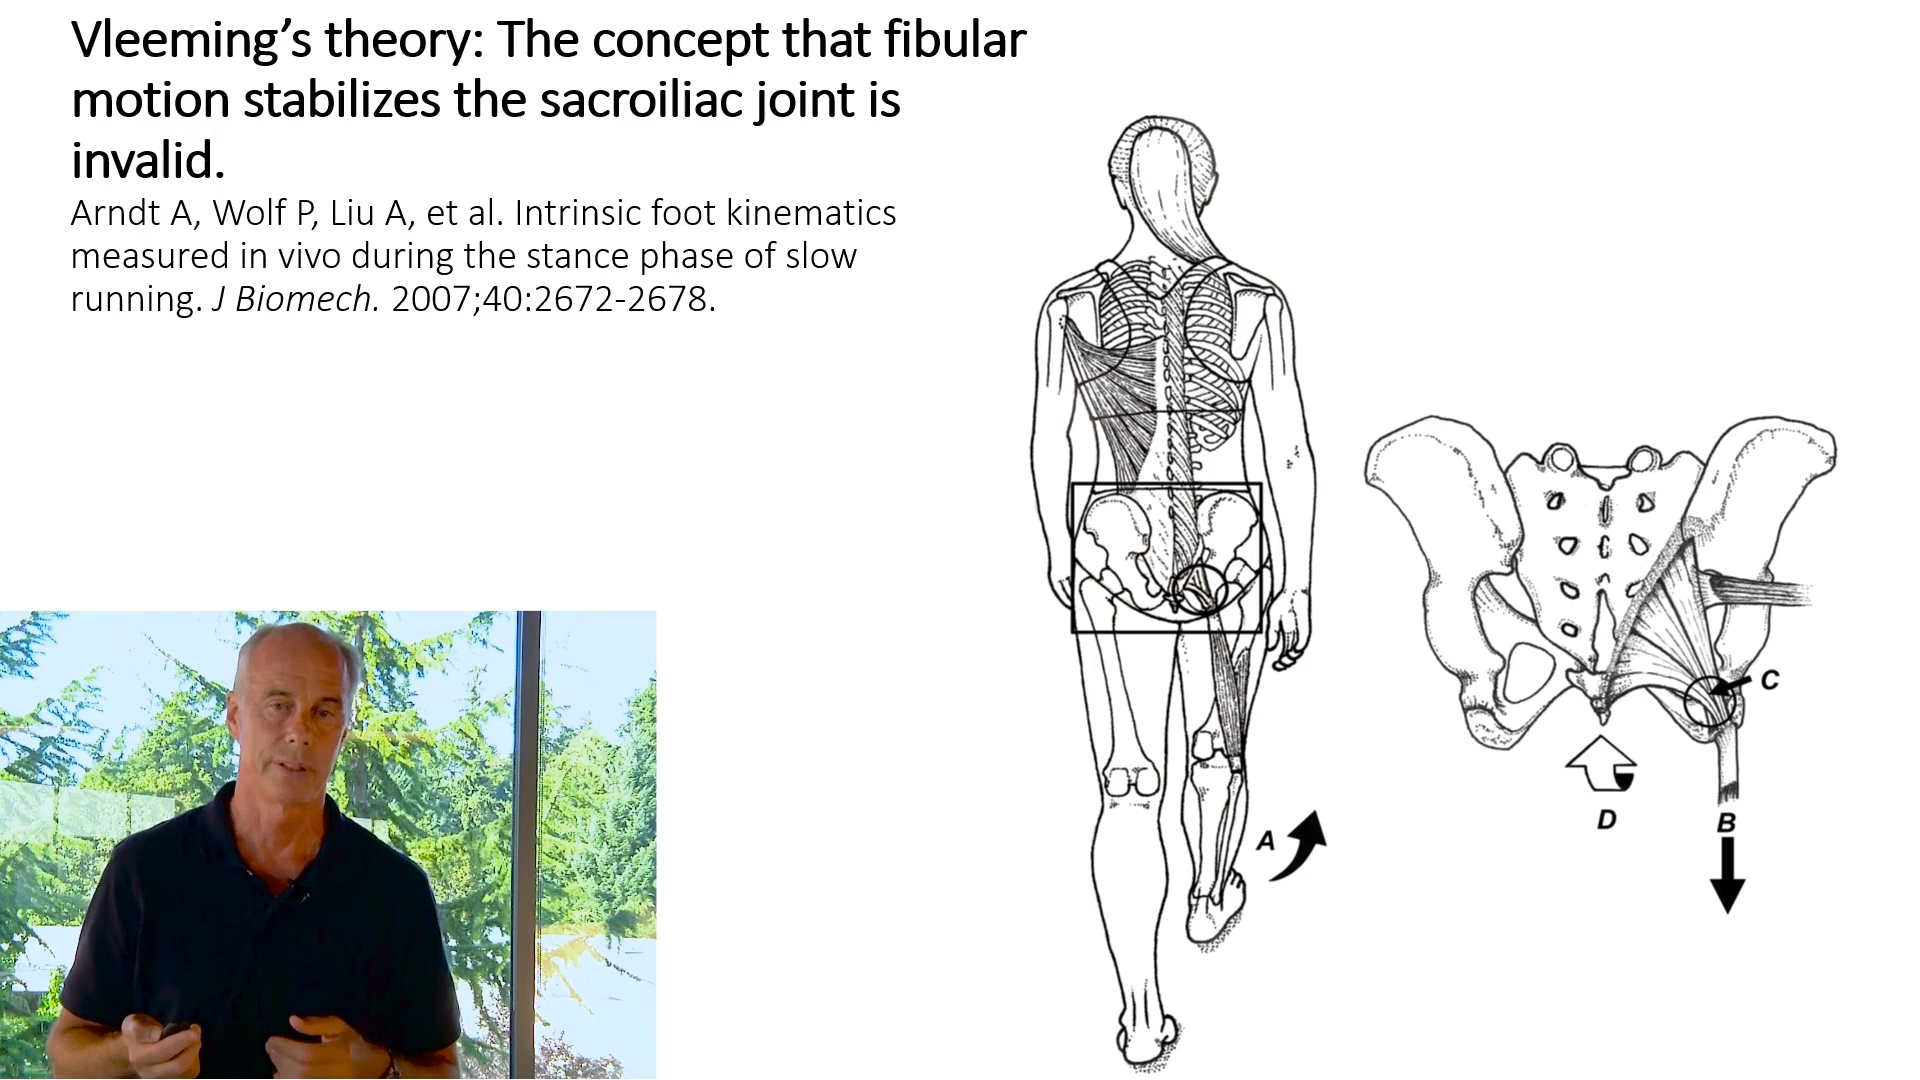 Vleeming’s theory: The concept that fibular
motion stabilizes the sacroiliac joint is
invalid.
Arndt A, Wolf P, Liu A, et al. Intrinsic foot kinematics
measured in vivo during the stance phase of slow
running. J Biomech. 2007;40:2672-2678.
C
D
B
A